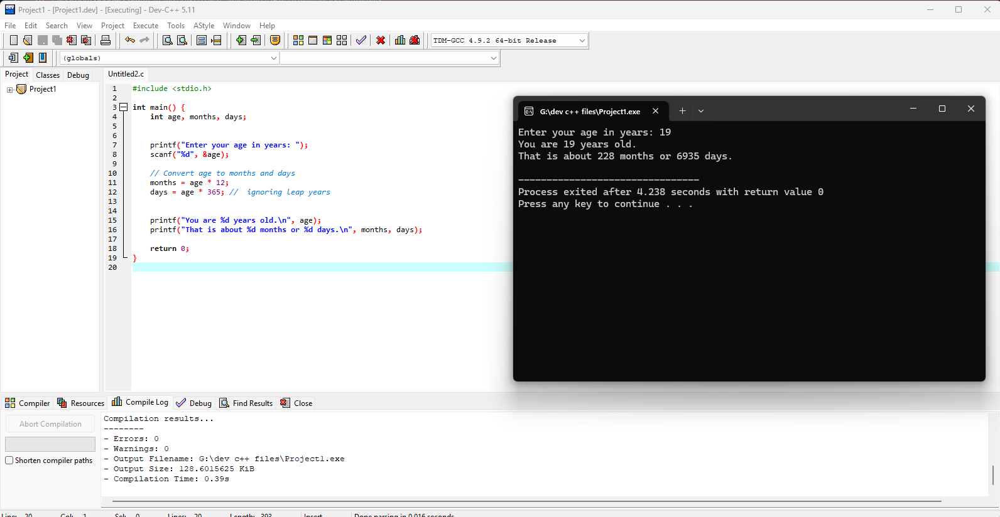 Project1 - [Project1.dev] - [Executing] - Dev-C++ 5.11
File Edit Search View Project Execute Tools AStyle Window Help
TDM-GCC 4.9.2 64-bit Release
(globals)
Project Classes Debug
Project1
Untitled2.c
1 #include <stdio.h>
2
3 int main() {
4 int age, months, days;
5
6
7 printf("Enter your age in years: ");
8 scanf("%d", &age);
9
10 // Convert age to months and days
11 months = age * 12;
12 days = age * 365; //  ignoring leap years
13
14
15 printf("You are %d years old.\n", age);
16 printf("That is about %d months or %d days.\n", months, days);
17
18 return 0;
19 }
20
G:\dev c++ files\Project1.exe
Enter your age in years: 19
You are 19 years old.
That is about 228 months or 6935 days.
--------------------------------
Process exited after 4.238 seconds with return value 0
Press any key to continue . . .
Compiler Resources Compile Log Debug Find Results Close
Abort Compilation
Shorten compiler paths
Compilation results...
--------
- Errors: 0
- Warnings: 0
- Output Filename: G:\dev c++ files\Project1.exe
- Output Size: 128.6015625 KiB
- Compilation Time: 0.39s
Line: 20 Col: 1 Sel: 0 Lines: 20 Length: 393 Insert Done parsing in 0.016 seconds